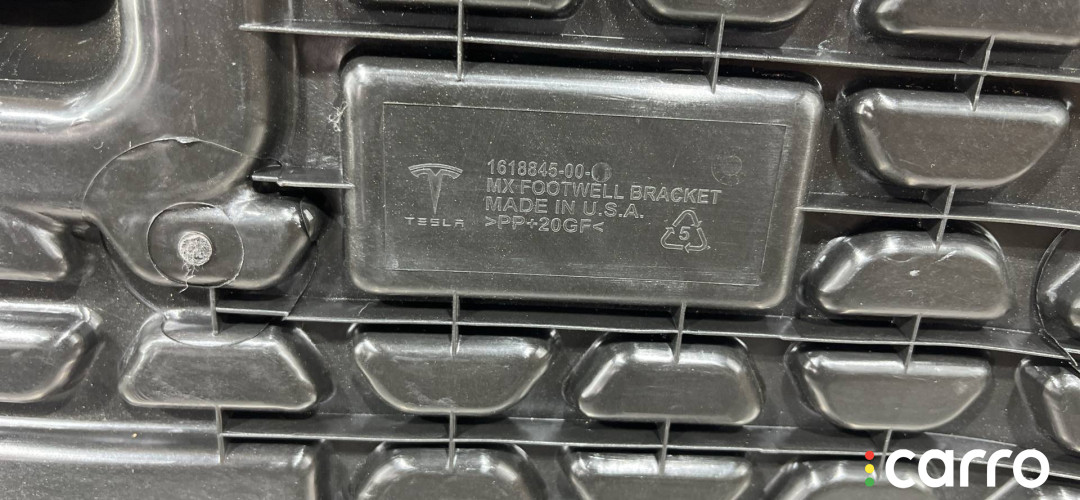 1618845-00-
MX FOOTWELL BRACKET
MADE IN U.S.A.
>PP+20GF<
TESLA
5
carro